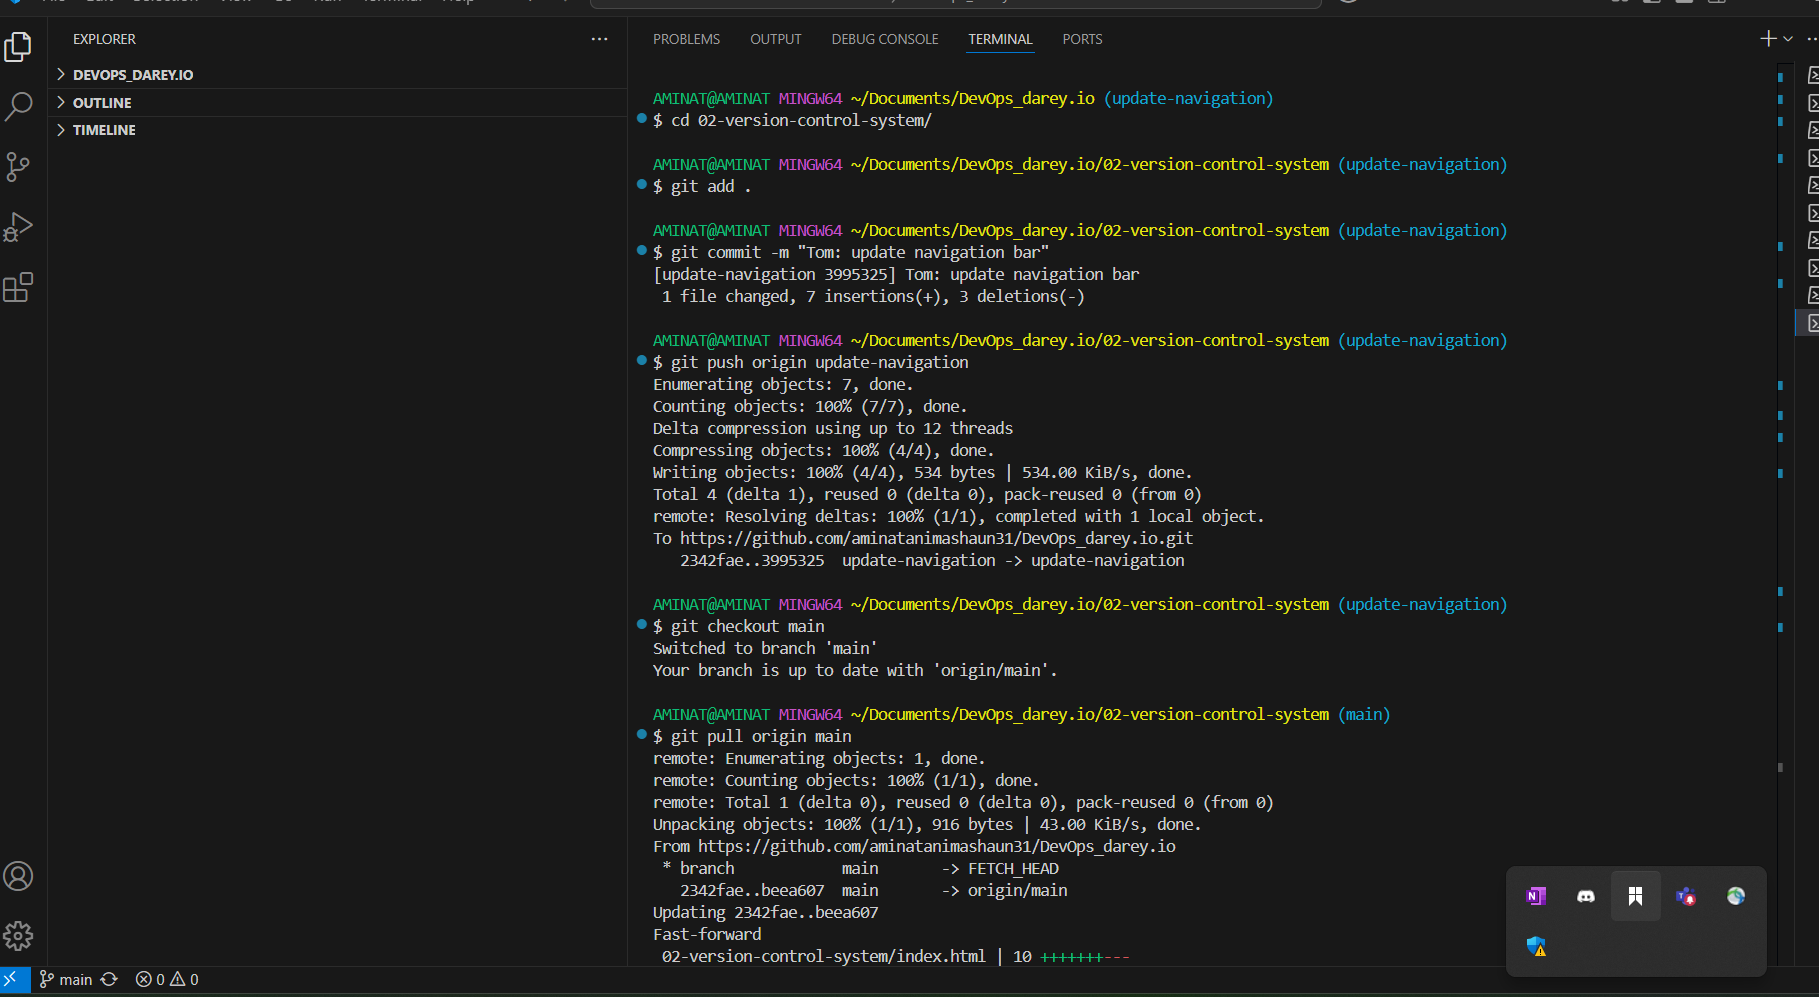 EXPLORER
PROBLEMS OUTPUT DEBUG CONSOLE TERMINAL PORTS
DEVOPS_DAREY.IO
OUTLINE
TIMELINE
AMINAT@AMINAT MINGW64 ~/Documents/DevOps_darey.io (update-navigation)
$ cd 02-version-control-system/
AMINAT@AMINAT MINGW64 ~/Documents/DevOps_darey.io/02-version-control-system (update-navigation)
$ git add .
AMINAT@AMINAT MINGW64 ~/Documents/DevOps_darey.io/02-version-control-system (update-navigation)
$ git commit -m "Tom: update navigation bar"
[update-navigation 3995325] Tom: update navigation bar
1 file changed, 7 insertions(+), 3 deletions(-)
AMINAT@AMINAT MINGW64 ~/Documents/DevOps_darey.io/02-version-control-system (update-navigation)
$ git push origin update-navigation
Enumerating objects: 7, done.
Counting objects: 100% (7/7), done.
Delta compression using up to 12 threads
Compressing objects: 100% (4/4), done.
Writing objects: 100% (4/4), 534 bytes | 534.00 KiB/s, done.
Total 4 (delta 1), reused 0 (delta 0), pack-reused 0 (from 0)
remote: Resolving deltas: 100% (1/1), completed with 1 local object.
To https://github.com/aminatanimashaun31/DevOps_darey.io.git
2342fae..3995325 update-navigation -> update-navigation
AMINAT@AMINAT MINGW64 ~/Documents/DevOps_darey.io/02-version-control-system (update-navigation)
$ git checkout main
Switched to branch 'main'
Your branch is up to date with 'origin/main'.
AMINAT@AMINAT MINGW64 ~/Documents/DevOps_darey.io/02-version-control-system (main)
$ git pull origin main
remote: Enumerating objects: 1, done.
remote: Counting objects: 100% (1/1), done.
remote: Total 1 (delta 0), reused 0 (delta 0), pack-reused 0 (from 0)
Unpacking objects: 100% (1/1), 916 bytes | 43.00 KiB/s, done.
From https://github.com/aminatanimashaun31/DevOps_darey.io
* branch main -> FETCH_HEAD
2342fae..beea607 main -> origin/main
Updating 2342fae..beea607
Fast-forward
02-version-control-system/index.html | 10 +++++++---
main 0 0